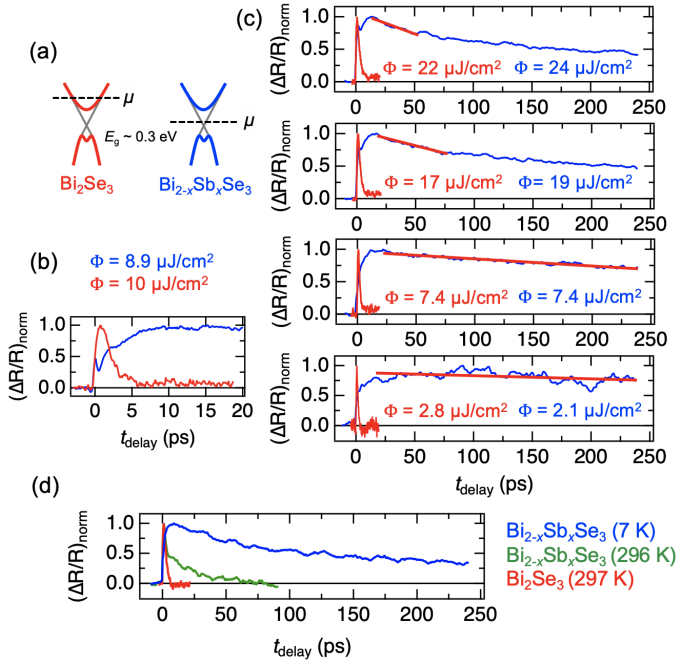 (a)
μ
μ
E_g ~ 0.3 eV
Bi₂Se₃
Bi₂₋ₓSbₓSe₃
(b)
Φ = 8.9 μJ/cm²
Φ = 10 μJ/cm²
(ΔR/R)norm
1.0
0.5
0.0
0 5 10 15 20
t_delay (ps)
(c)
(ΔR/R)norm
1.0
0.5
0.0
Φ = 22 μJ/cm² Φ = 24 μJ/cm²
0 50 100 150 200 250
(ΔR/R)norm
1.0
0.5
0.0
Φ = 17 μJ/cm² Φ = 19 μJ/cm²
0 50 100 150 200 250
(ΔR/R)norm
1.0
0.5
0.0
Φ = 7.4 μJ/cm² Φ = 7.4 μJ/cm²
0 50 100 150 200 250
(ΔR/R)norm
1.0
0.5
0.0
Φ = 2.8 μJ/cm² Φ = 2.1 μJ/cm²
0 50 100 150 200 250
t_delay (ps)
(d)
(ΔR/R)norm
1.0
0.5
0.0
0 50 100 150 200 250
t_delay (ps)
Bi₂₋ₓSbₓSe₃ (7 K)
Bi₂₋ₓSbₓSe₃ (296 K)
Bi₂Se₃ (297 K)